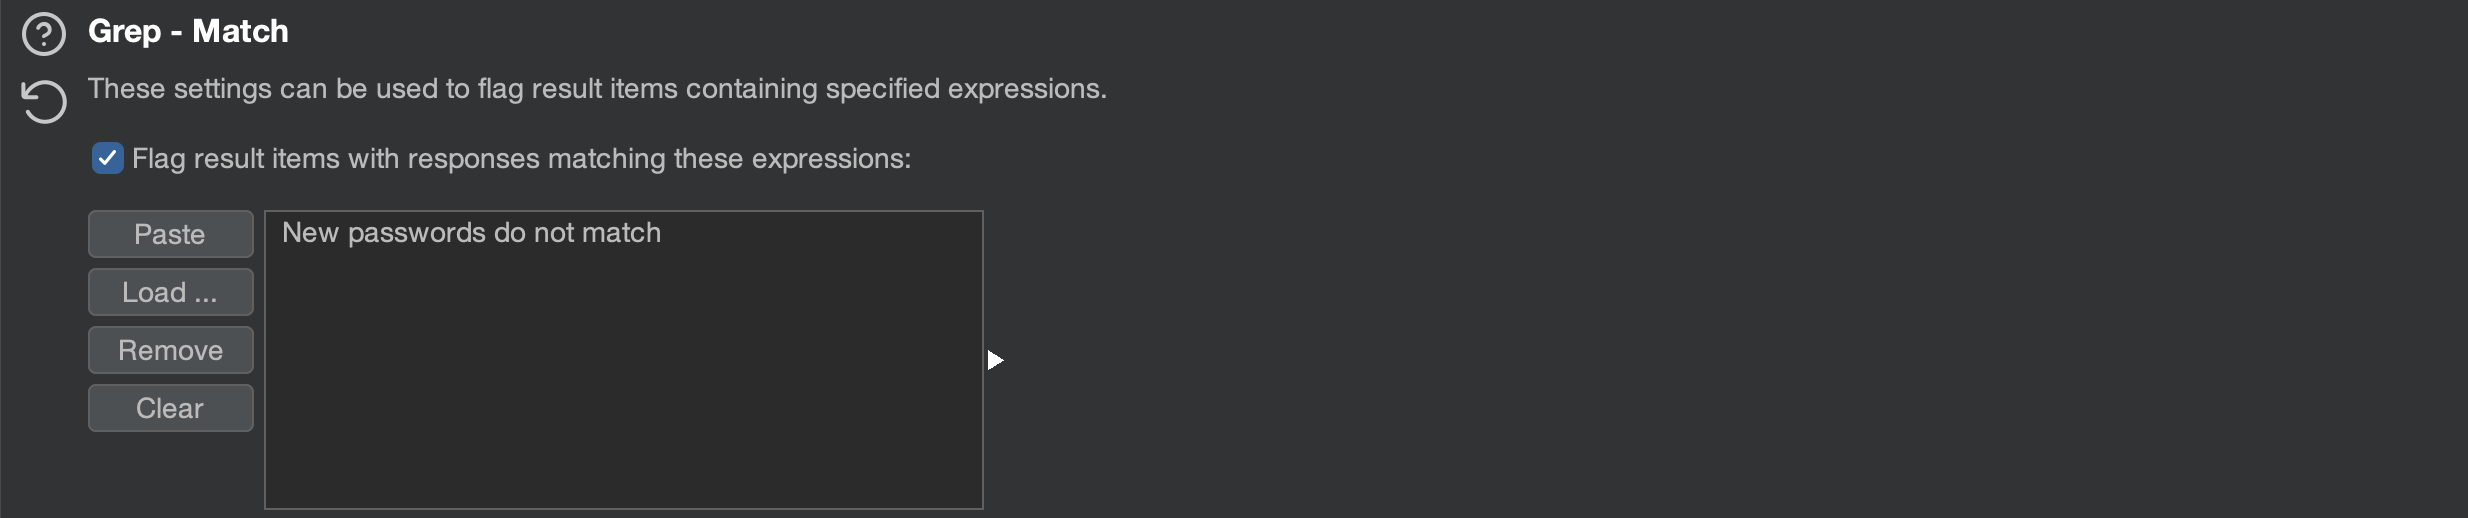 Grep - Match
These settings can be used to flag result items containing specified expressions.
Flag result items with responses matching these expressions:
Paste
New passwords do not match
Load ...
Remove
Clear